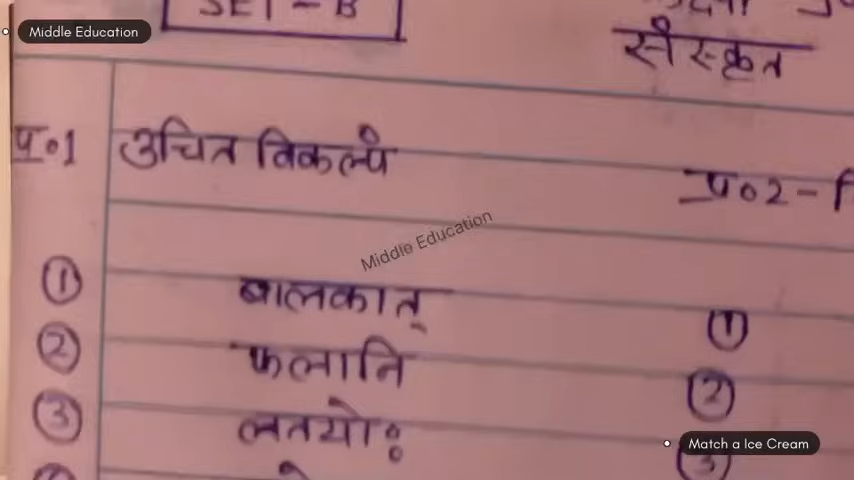 Middle Education
SET-B
संस्कृत
प्र०1 उचित विकल्प
प्र०2-
Middle Education
① बालकात् ①
② फलानि ②
③ लतयोः ③
Match a Ice Cream